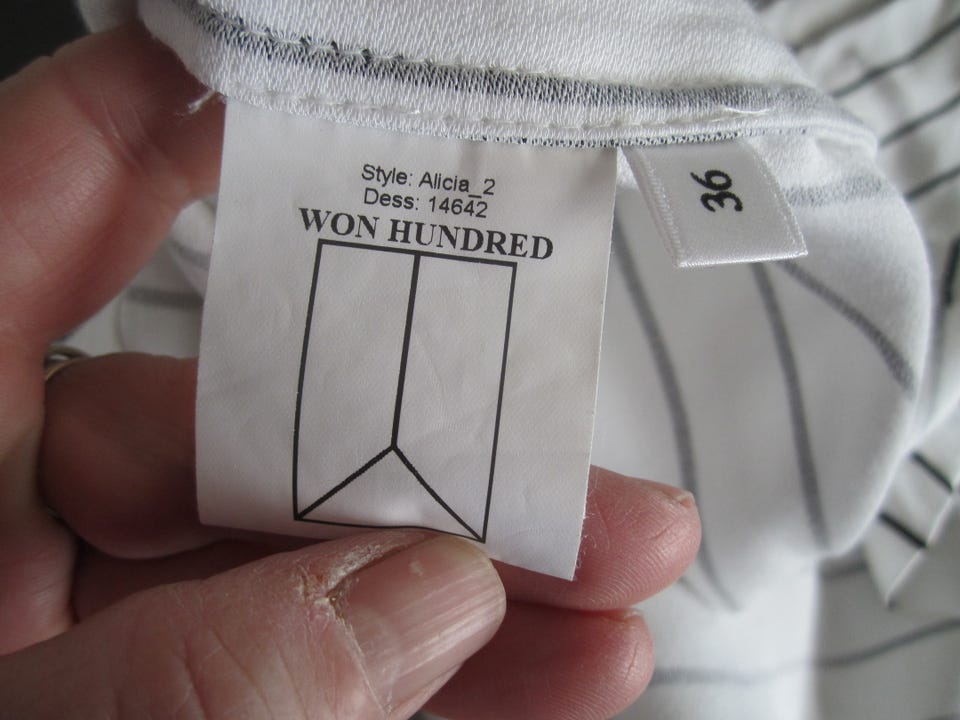 Style: Alicia_2
Dess: 14642
WON HUNDRED
36